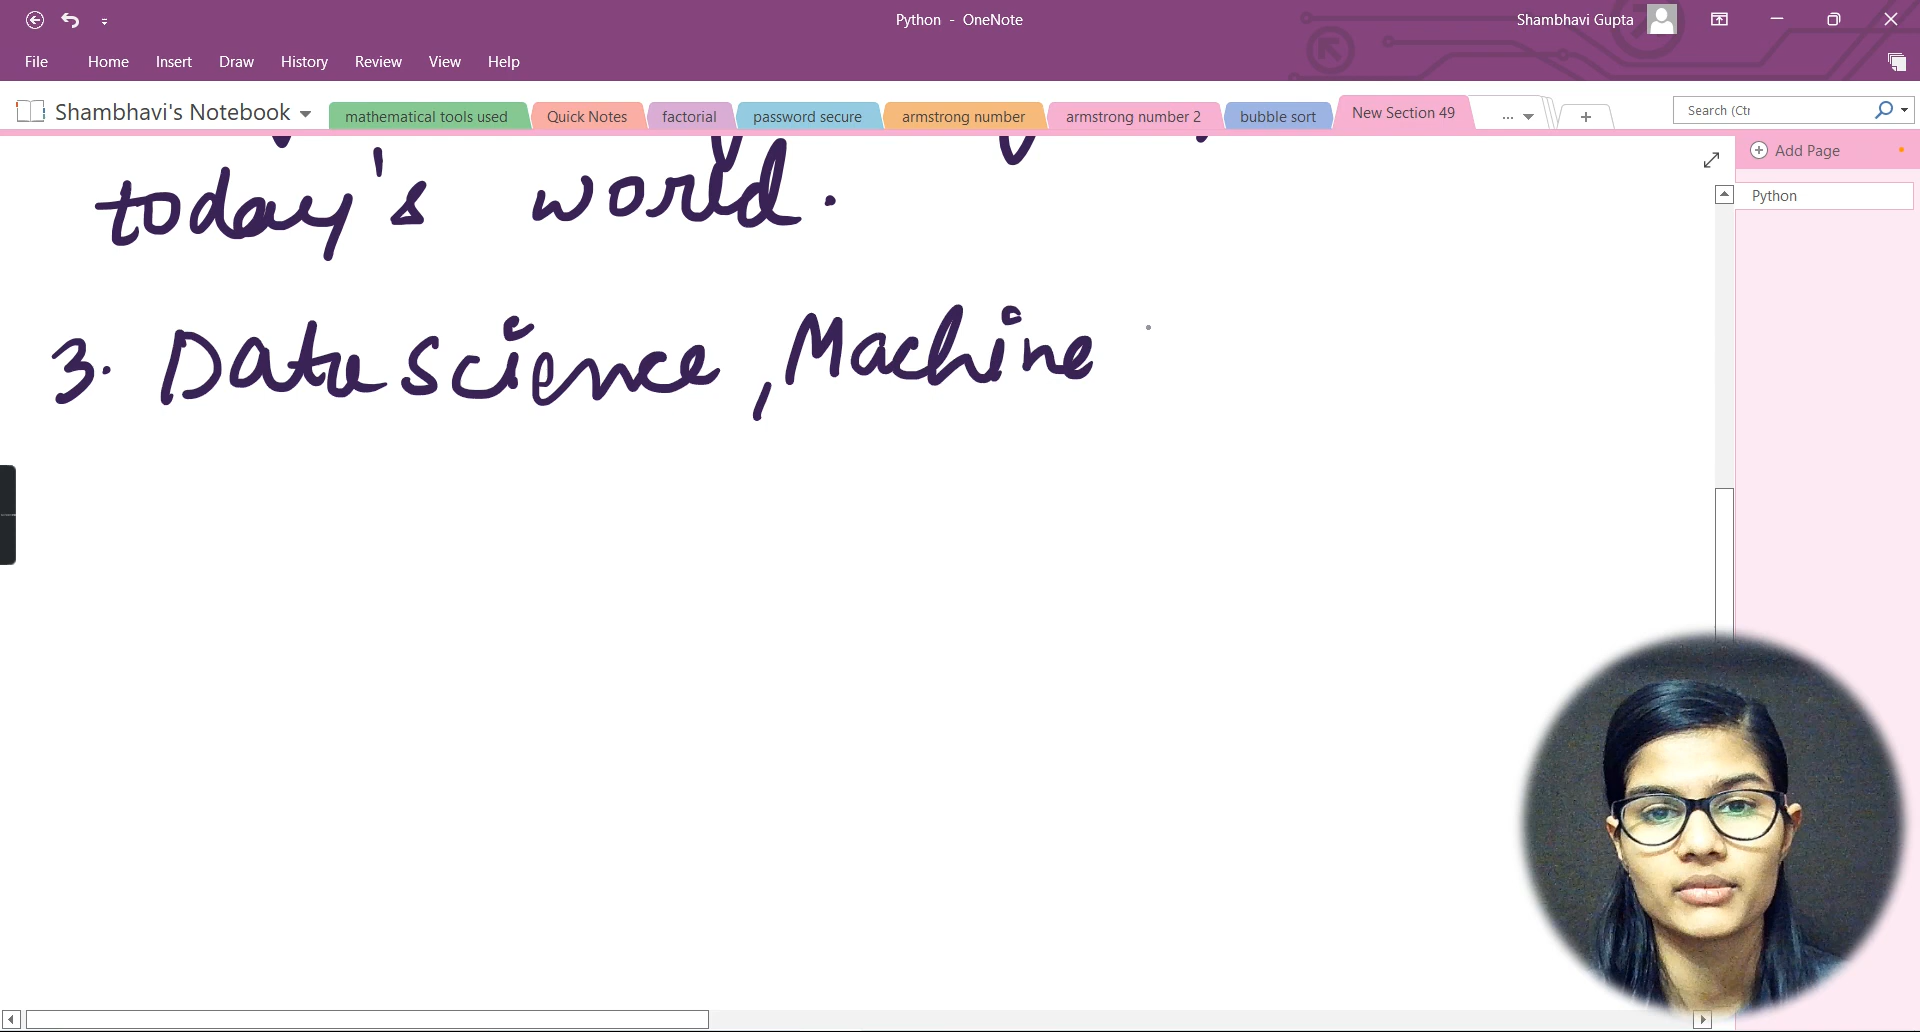 Python - OneNote
Shambhavi Gupta
File Home Insert Draw History Review View Help
Shambhavi's Notebook
mathematical tools used
Quick Notes
factorial
password secure
armstrong number
armstrong number 2
bubble sort
New Section 49
...
+
Search (Ctr
Add Page
Python
today's world.
3. Data science, Machine